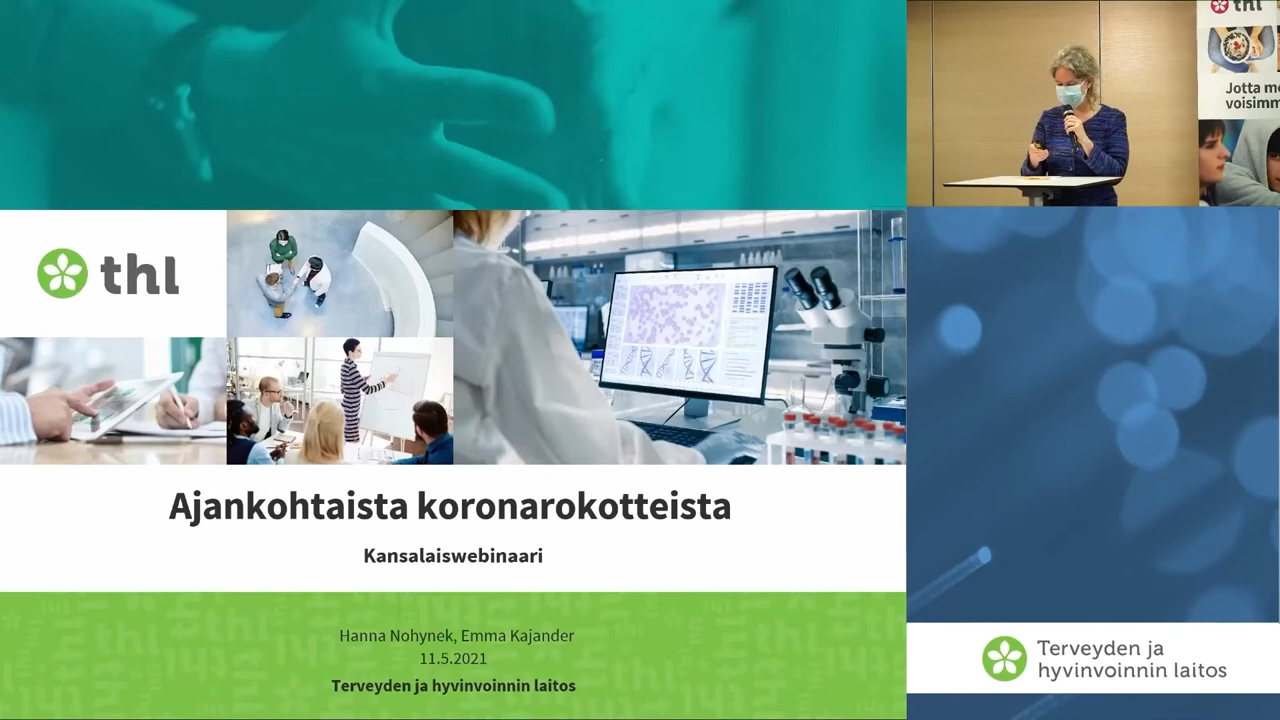 thl
Jotta me
voisimm
thl
Ajankohtaista koronarokotteista
Kansalaiswebinaari
Hanna Nohynek, Emma Kajander
11.5.2021
Terveyden ja hyvinvoinnin laitos
Terveyden ja
hyvinvoinnin laitos